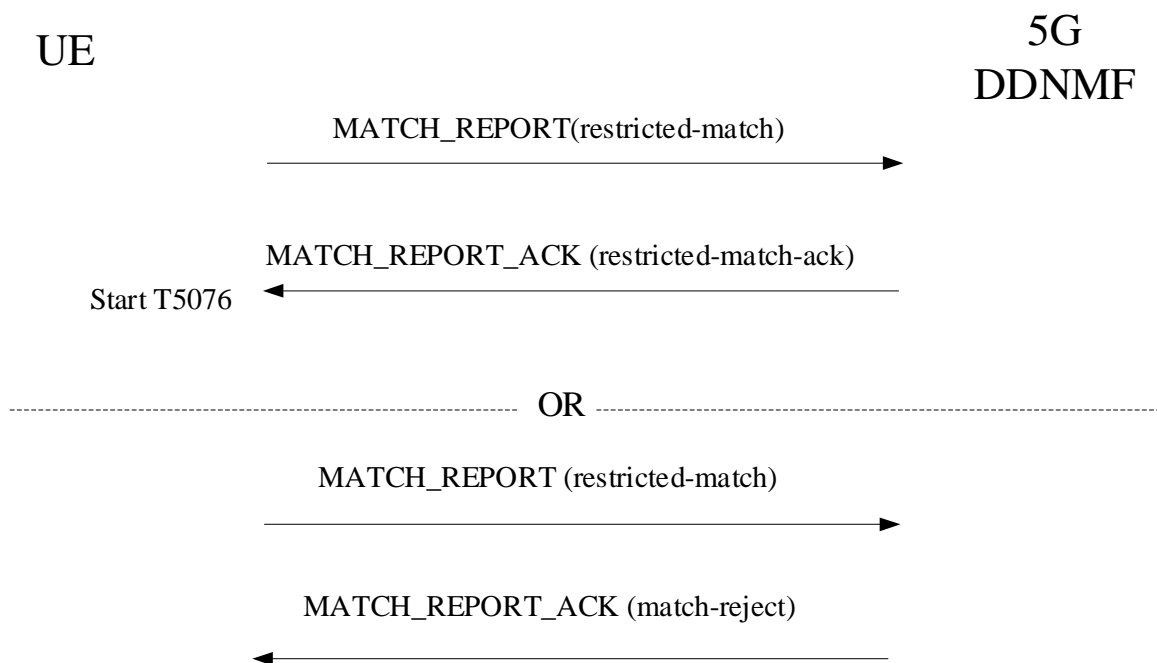 UE
5G
DDNMF
MATCH_REPORT(restricted-match)
MATCH_REPORT_ACK (restricted-match-ack)
Start T5076
OR
MATCH_REPORT (restricted-match)
MATCH_REPORT_ACK (match-reject)